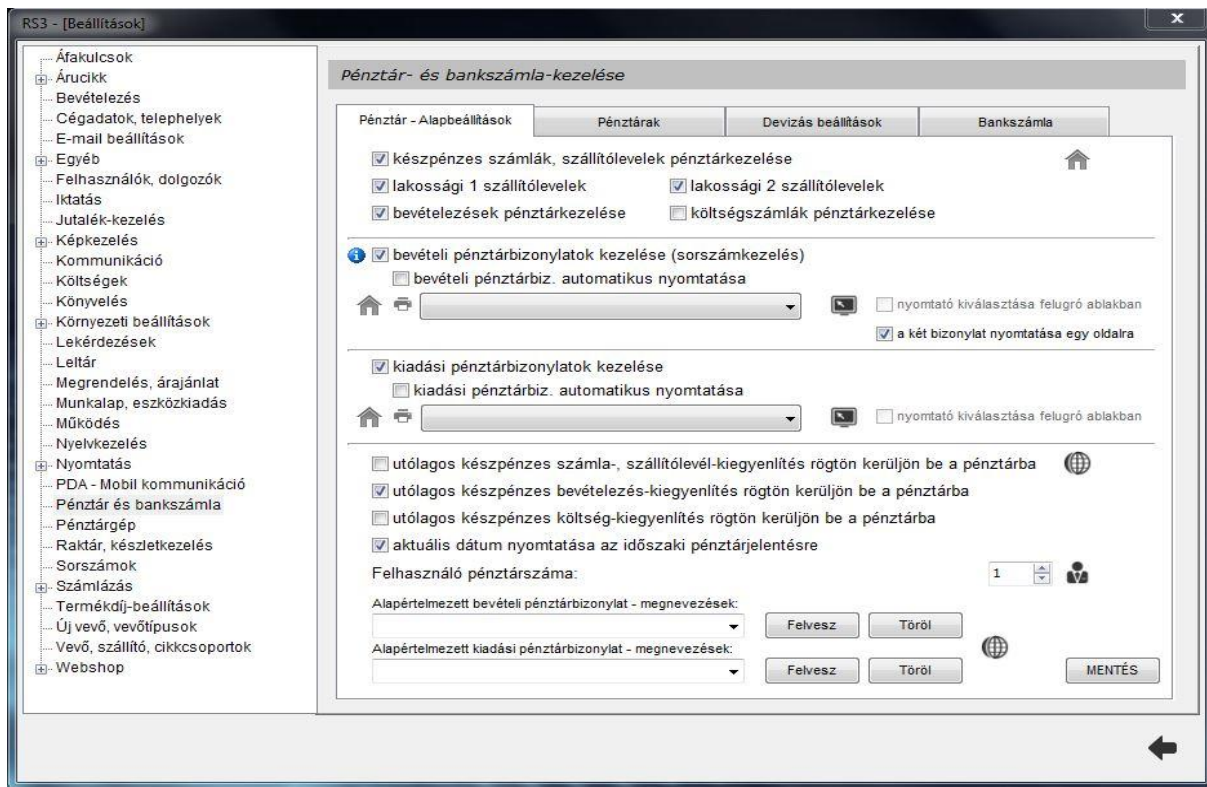 RS3 - [Beállítások]
x
Áfakulcsok
Árucikk
Bevételezés
Cégadatok, telephelyek
E-mail beállítások
Egyéb
Felhasználók, dolgozók
Iktatás
Jutalék-kezelés
Képkezelés
Kommunikáció
Költségek
Könyvelés
Környezeti beállítások
Lekérdezések
Leltár
Megrendelés, árajánlat
Munkalap, eszközkiadás
Működés
Nyelvkezelés
Nyomtatás
PDA - Mobil kommunikáció
Pénztár és bankszámla
Pénztárgép
Raktár, készletkezelés
Sorszámok
Számlázás
Termékdíj-beállítások
Új vevő, vevőtípusok
Vevő, szállító, cikkcsoportok
Webshop
Pénztár- és bankszámla-kezelése
Pénztár - Alapbeállítások Pénztárak Devizás beállítások Bankszámla
készpénzes számlák, szállítólevelek pénztárkezelése
lakossági 1 szállítólevelek lakossági 2 szállítólevelek
bevételezések pénztárkezelése költségszámlák pénztárkezelése
bevételi pénztárbizonylatok kezelése (sorszámkezelés)
bevételi pénztárbiz. automatikus nyomtatása
nyomtató kiválasztása felugró ablakban
a két bizonylat nyomtatása egy oldalra
kiadási pénztárbizonylatok kezelése
kiadási pénztárbiz. automatikus nyomtatása
nyomtató kiválasztása felugró ablakban
utólagos készpénzes számla-, szállítólevél-kiegyenlítés rögtön kerüljön be a pénztárba
utólagos készpénzes bevételezés-kiegyenlítés rögtön kerüljön be a pénztárba
utólagos készpénzes költség-kiegyenlítés rögtön kerüljön be a pénztárba
aktuális dátum nyomtatása az időszaki pénztárjelentésre
Felhasználó pénztárszáma: 1
Alapértelmezett bevételi pénztárbizonylat - megnevezések:
Felvesz Töröl
Alapértelmezett kiadási pénztárbizonylat - megnevezések:
Felvesz Töröl MENTÉS